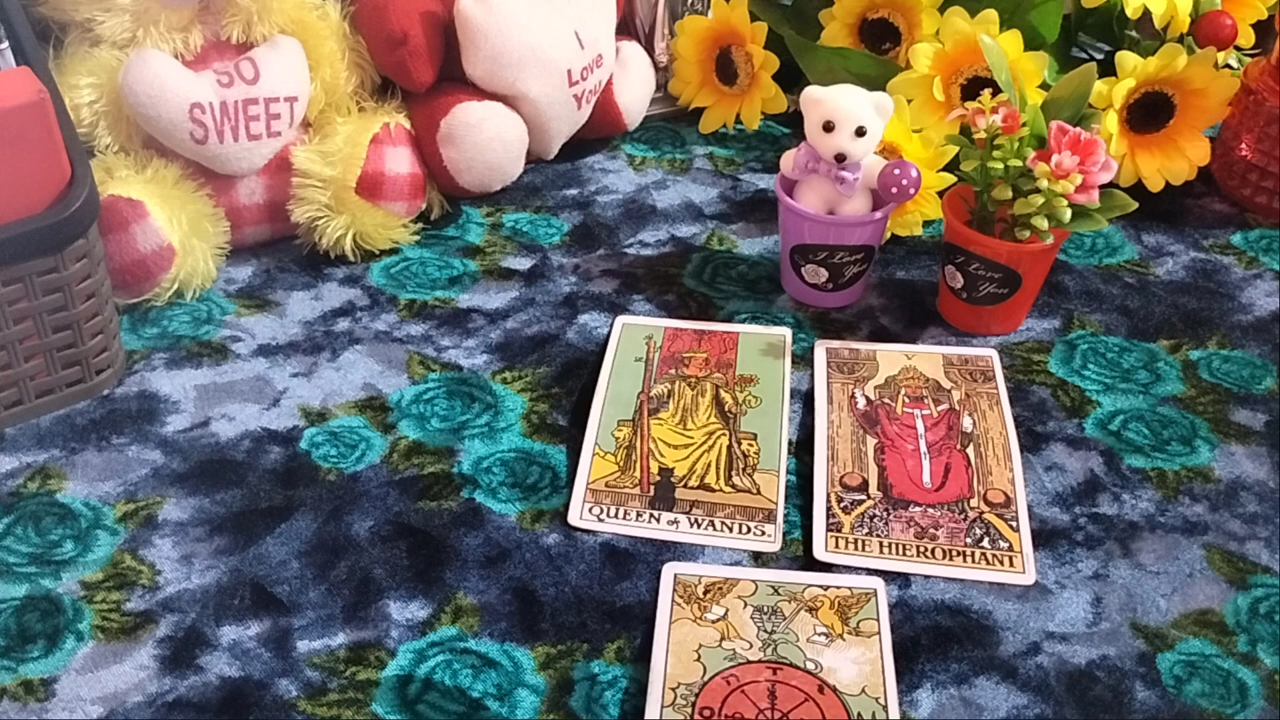 SO
SWEET
I
Love
You
I Love
You
I Love
You
QUEEN of WANDS.
V
THE HIEROPHANT
X
T